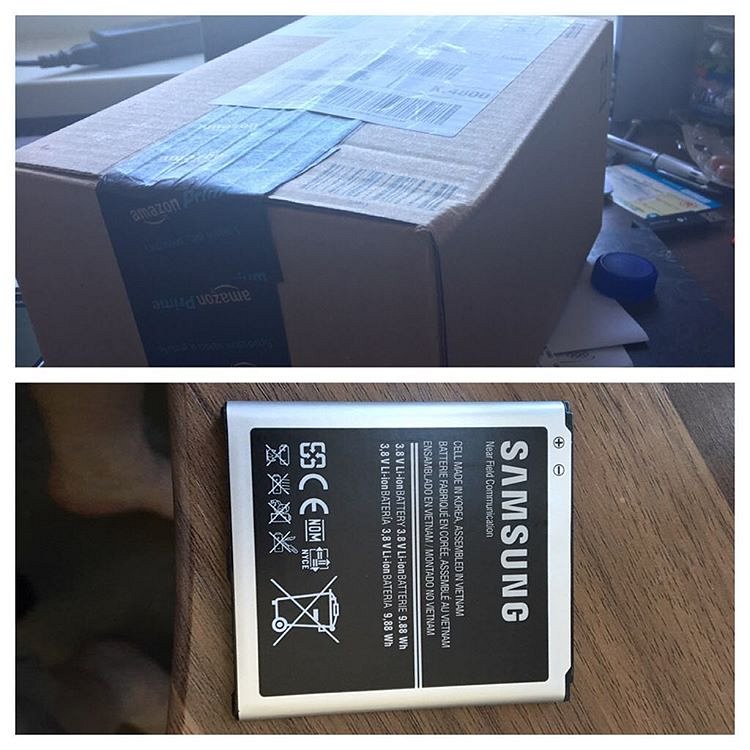 K-4800
amazon Prime
amazon Prime
SAMSUNG
Near Field Communication
CELL MADE IN KOREA, ASSEMBLED IN VIETNAM
BATTERIE FABRIQUÉ EN CORÉE, ASSEMBLÉ AU VIETNAM
ENSAMBLADO EN VIETNAM / MONTADO NO VIETNAM
3.8 V Li-ion BATTERY 3.8 V Li-ion BATTERIE 9.88 Wh
3.8 V Li-ion BATERÍA 3.8 V Li-ion BATERIA 9.88 Wh
CE
NOM
NYCE